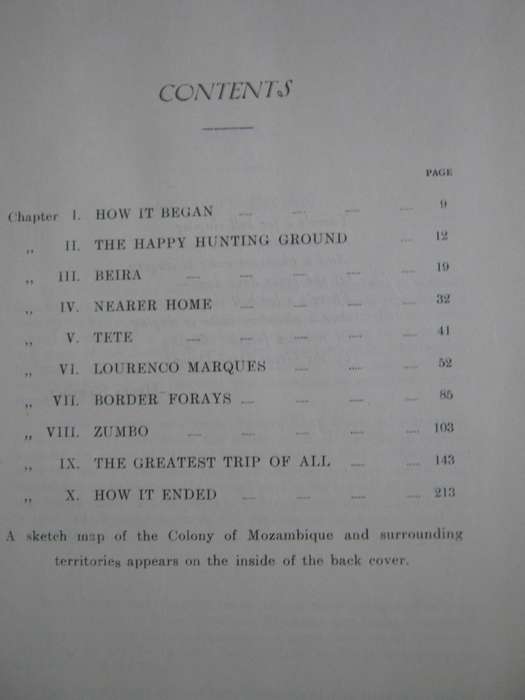 CONTENTS
PAGE
Chapter I. HOW IT BEGAN .... .... .... .... 9
,, II. THE HAPPY HUNTING GROUND .... 12
,, III. BEIRA .... .... .... .... .... 19
,, IV. NEARER HOME .... .... .... .... 32
,, V. TETE .... .... .... .... .... 41
,, VI. LOURENCO MARQUES .... .... .... 52
,, VII. BORDER FORAYS .... .... .... .... 85
,, VIII. ZUMBO .... .... .... .... .... 103
,, IX. THE GREATEST TRIP OF ALL .... .... 143
,, X. HOW IT ENDED .... .... .... .... 213
A sketch map of the Colony of Mozambique and surrounding
territories appears on the inside of the back cover.